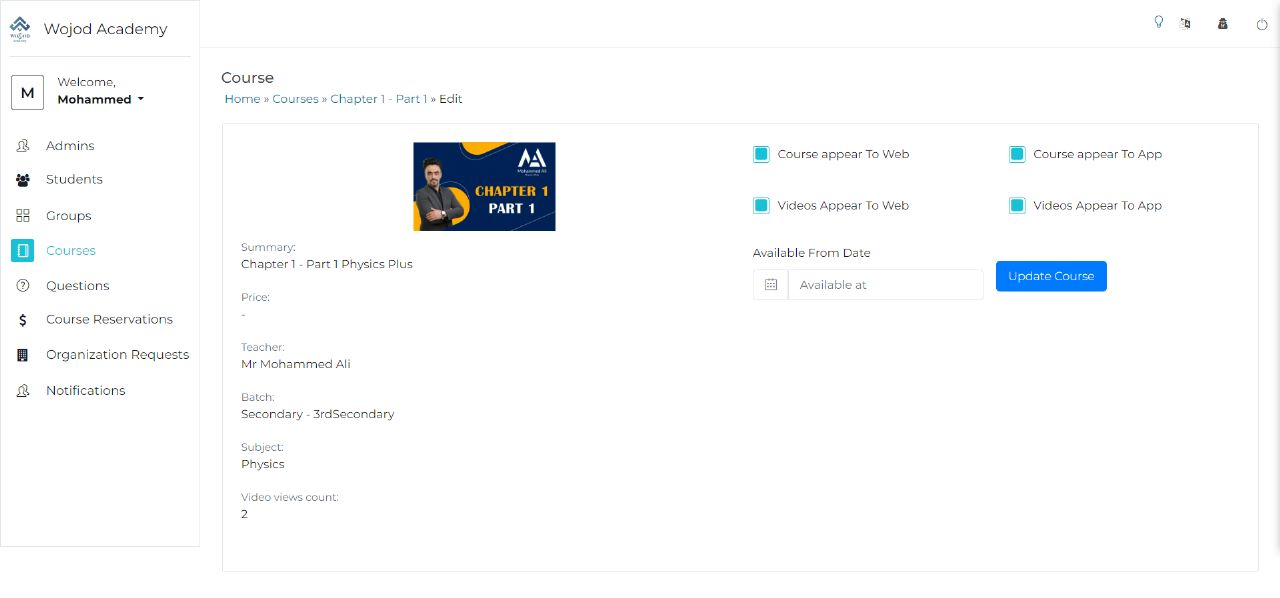 Wojod Academy
WOJOD
M
Welcome,
Mohammed
Admins
Students
Groups
Courses
Questions
Course Reservations
Organization Requests
Notifications
Course
Home » Courses » Chapter 1 - Part 1 » Edit
Mohammed Ali
CHAPTER 1
PART 1
Summary:
Chapter 1 - Part 1 Physics Plus
Price:
-
Teacher:
Mr Mohammed Ali
Batch:
Secondary - 3rdSecondary
Subject:
Physics
Video views count:
2
Course appear To Web
Course appear To App
Videos Appear To Web
Videos Appear To App
Available From Date
Available at
Update Course